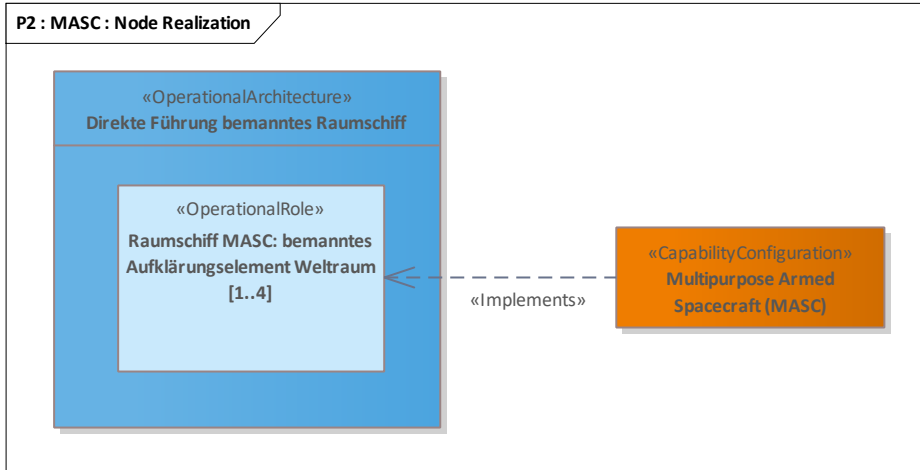 P2 : MASC : Node Realization
«OperationalArchitecture»
Direkte Führung bemanntes Raumschiff
«OperationalRole»
Raumschiff MASC: bemanntes
Aufklärungselement Weltraum
[1..4]
«Implements»
«CapabilityConfiguration»
Multipurpose Armed
Spacecraft (MASC)